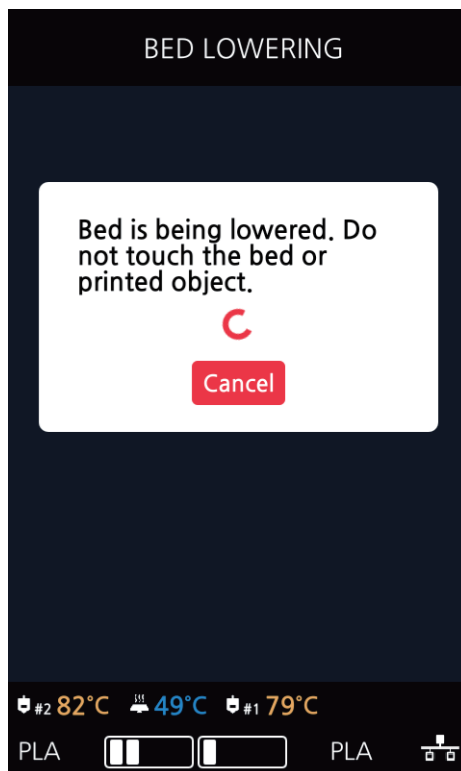 BED LOWERING
Bed is being lowered. Do
not touch the bed or
printed object.
Cancel
#2 82°C 49°C #1 79°C
PLA PLA